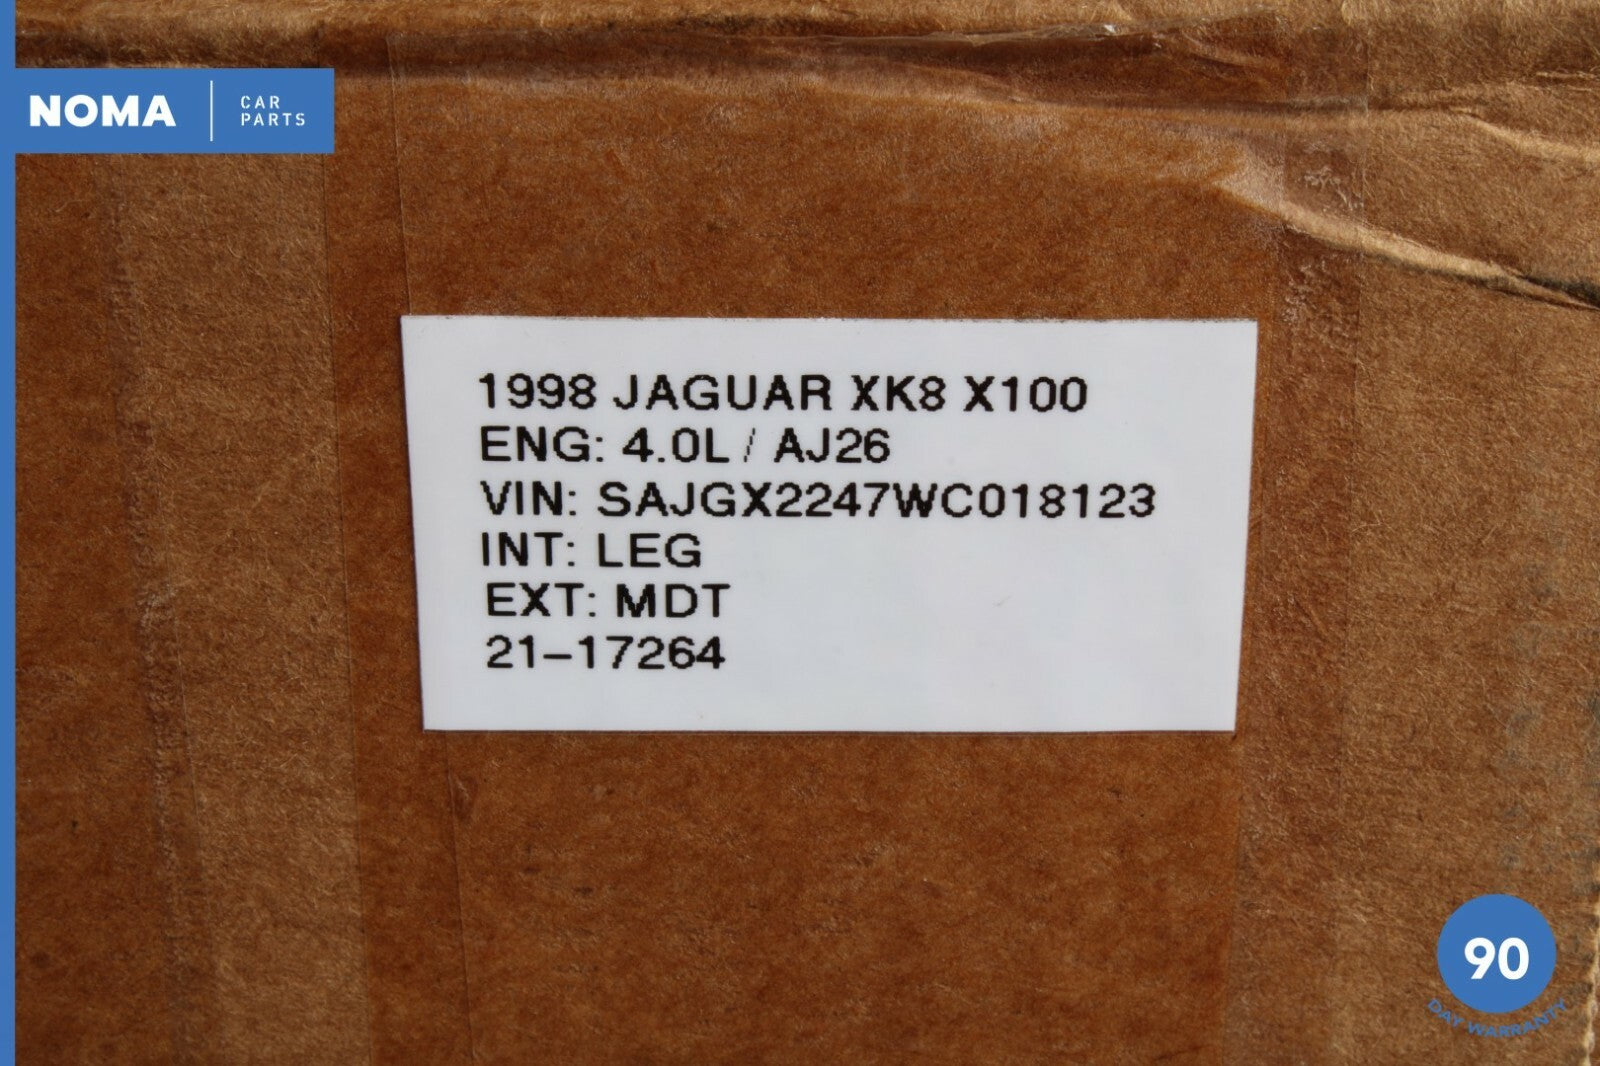 NOMA
CAR
PARTS
1998 JAGUAR XK8 X100
ENG: 4.0L / AJ26
VIN: SAJGX2247WC018123
INT: LEG
EXT: MDT
21-17264
90
DAY WARRANTY